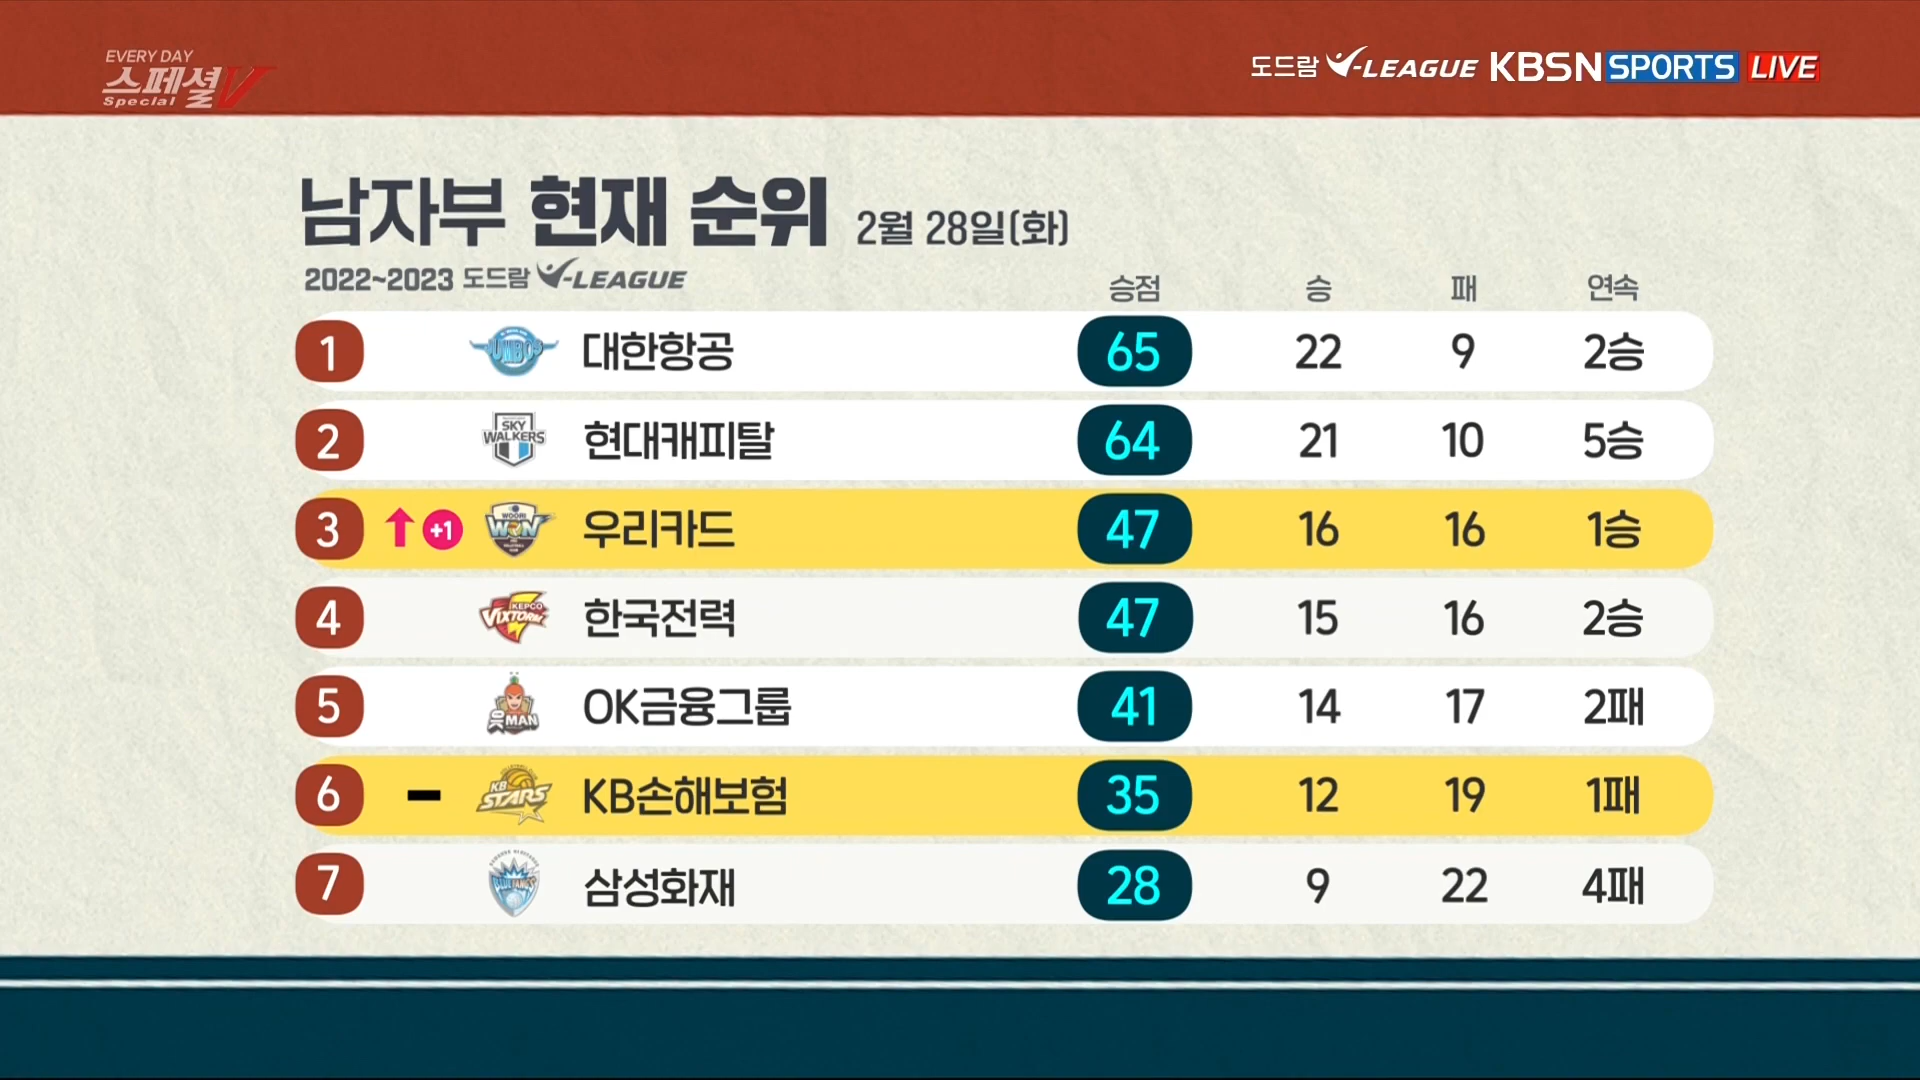 EVERY DAY
스페셜V
Special
도드람 V-LEAGUE KBSN SPORTS LIVE
남자부 현재 순위 2월 28일(화)
2022~2023 도드람 V-LEAGUE
승점 승 패 연속
1 JUMBOS 대한항공 65 22 9 2승
2 SKY WALKERS 현대캐피탈 64 21 10 5승
3 +1 WOORI WON 우리카드 47 16 16 1승
4 KEPCO VIXTORM 한국전력 47 15 16 2승
5 OK MAN OK금융그룹 41 14 17 2패
6 - KB STARS KB손해보험 35 12 19 1패
7 삼성화재 28 9 22 4패